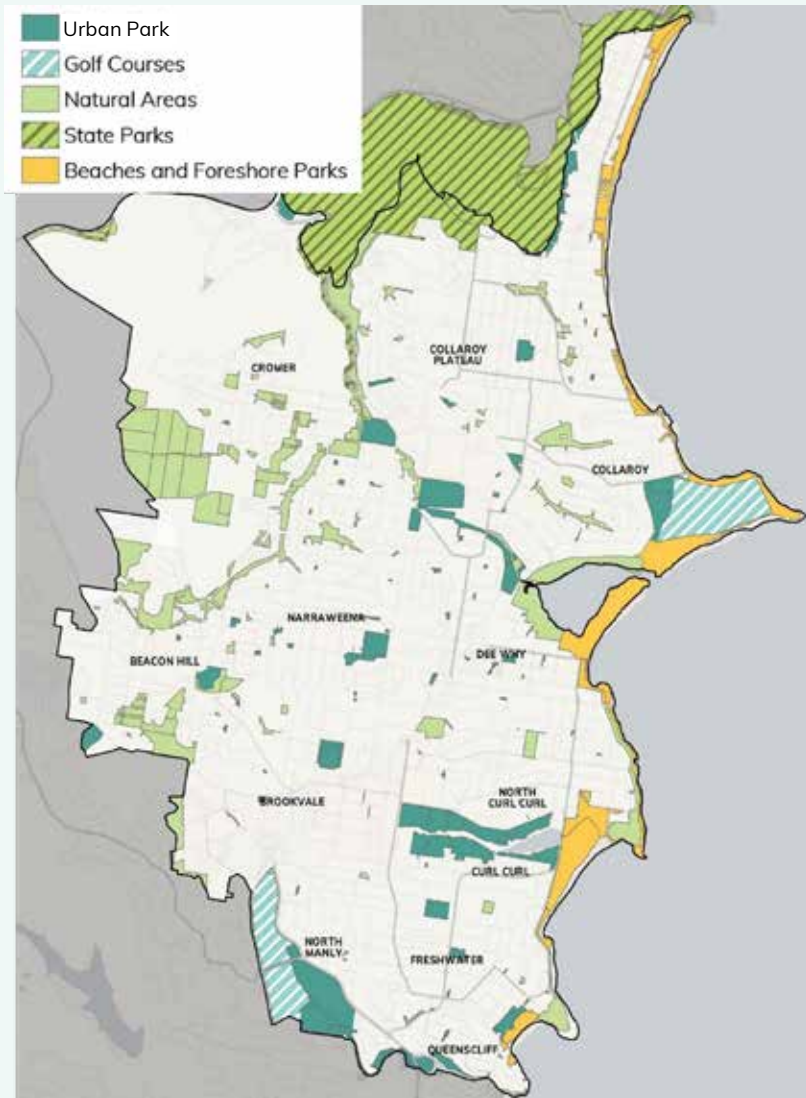 Urban Park
Golf Courses
Natural Areas
State Parks
Beaches and Foreshore Parks
CROMER
COLLAROY
PLATEAU
COLLAROY
NARRAWEENA
BEACON HILL
DEE WHY
NORTH
CURL CURL
BROOKVALE
CURL CURL
NORTH
MANLY
FRESHWATER
QUEENSCLIFF